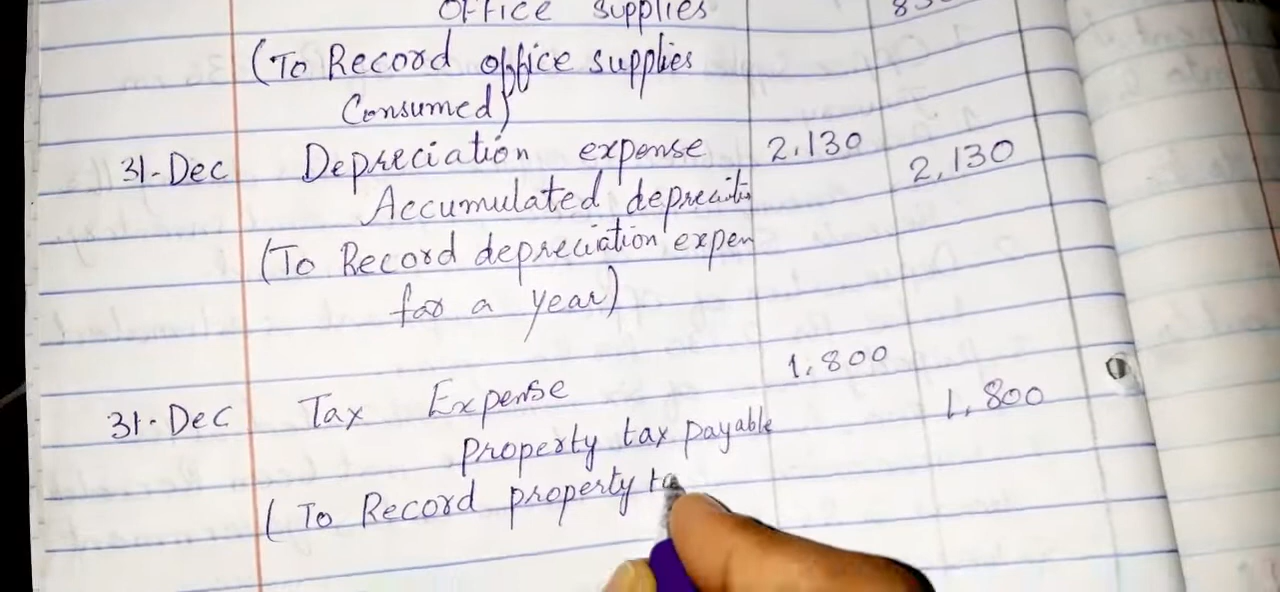 Office supplies
(To Record office supplies
Consumed)
31-Dec Depreciation expense 2,130
Accumulated 2,130
(To Record depreciation expen
for a year)
31-Dec Tax Expense 1,800
Property tax payable 1,800
(To Record property ta